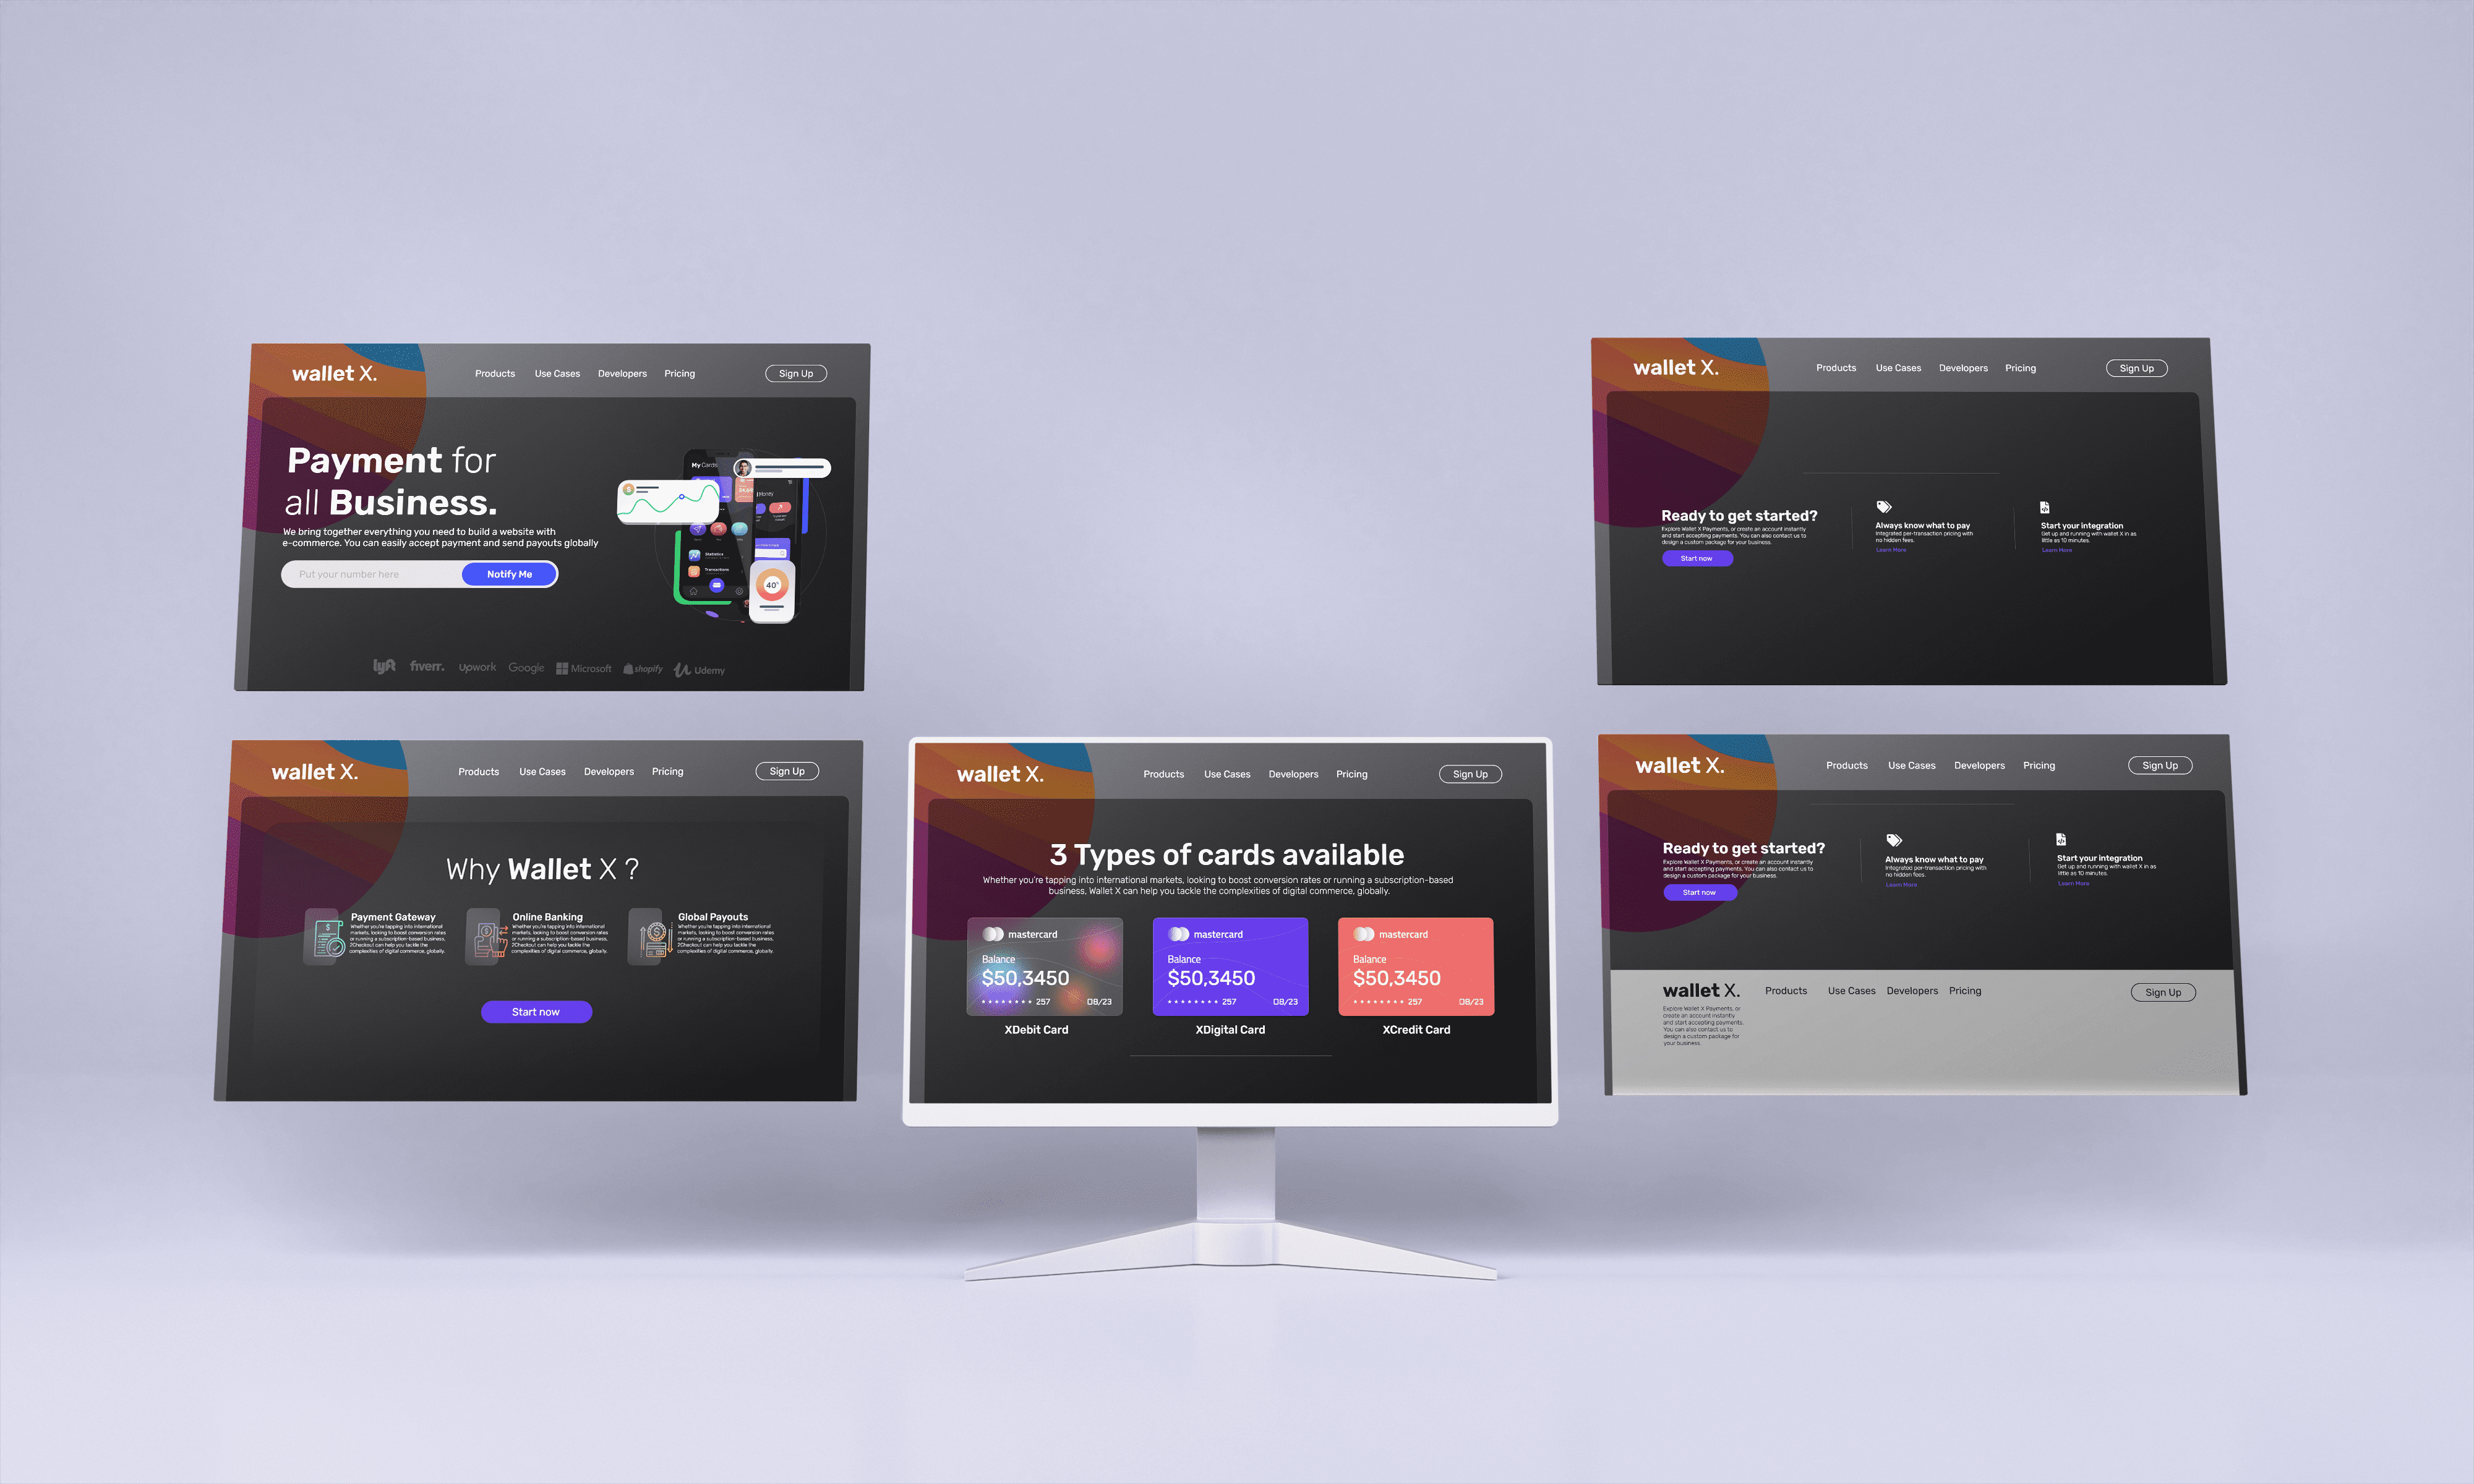 wallet X.
Products Use Cases Developers Pricing
Sign Up
Payment for
all Business.
We bring together everything you need to build a website with
e-commerce. You can easily accept payment and send payouts globally
Put your number here
Notify Me
My Cards
Money
Statistics
Transactions
40%
lyft fiverr. upwork Google Microsoft shopify Udemy
wallet X.
Products Use Cases Developers Pricing
Sign Up
Ready to get started?
Explore Wallet X Payments, or create an account instantly
and start accepting payments. You can also contact us to
design a custom package for your business.
Start now
Always know what to pay
Integrated per-transaction pricing with
no hidden fees.
Learn More
Start your integration
Get up and running with wallet X in as
little as 10 minutes.
Learn More
wallet X.
Products Use Cases Developers Pricing
Sign Up
Why Wallet X ?
Payment Gateway
Whether you're tapping into international
markets, looking to boost conversion rates
or running a subscription-based business,
2Checkout can help you tackle the
complexities of digital commerce, globally.
Online Banking
Whether you're tapping into international
markets, looking to boost conversion rates
or running a subscription-based business,
2Checkout can help you tackle the
complexities of digital commerce, globally.
Global Payouts
Whether you're tapping into international
markets, looking to boost conversion rates
or running a subscription-based business,
2Checkout can help you tackle the
complexities of digital commerce, globally.
Start now
wallet X.
Products Use Cases Developers Pricing
Sign Up
3 Types of cards available
Whether you're tapping into international markets, looking to boost conversion rates or running a subscription-based
business, Wallet X can help you tackle the complexities of digital commerce, globally.
mastercard
Balance
$50,3450
******** 257 08/23
XDebit Card
mastercard
Balance
$50,3450
******** 257 08/23
XDigital Card
mastercard
Balance
$50,3450
******** 257 08/23
XCredit Card
wallet X.
Products Use Cases Developers Pricing
Sign Up
Ready to get started?
Explore Wallet X Payments, or create an account instantly
and start accepting payments. You can also contact us to
design a custom package for your business.
Start now
Always know what to pay
Integrated per-transaction pricing with
no hidden fees.
Learn More
Start your integration
Get up and running with wallet X in as
little as 10 minutes.
Learn More
wallet X.
Products Use Cases Developers Pricing
Sign Up
Explore Wallet X Payments, or
create an account instantly
and start accepting payments.
You can also contact us to
design a custom package for
your business.